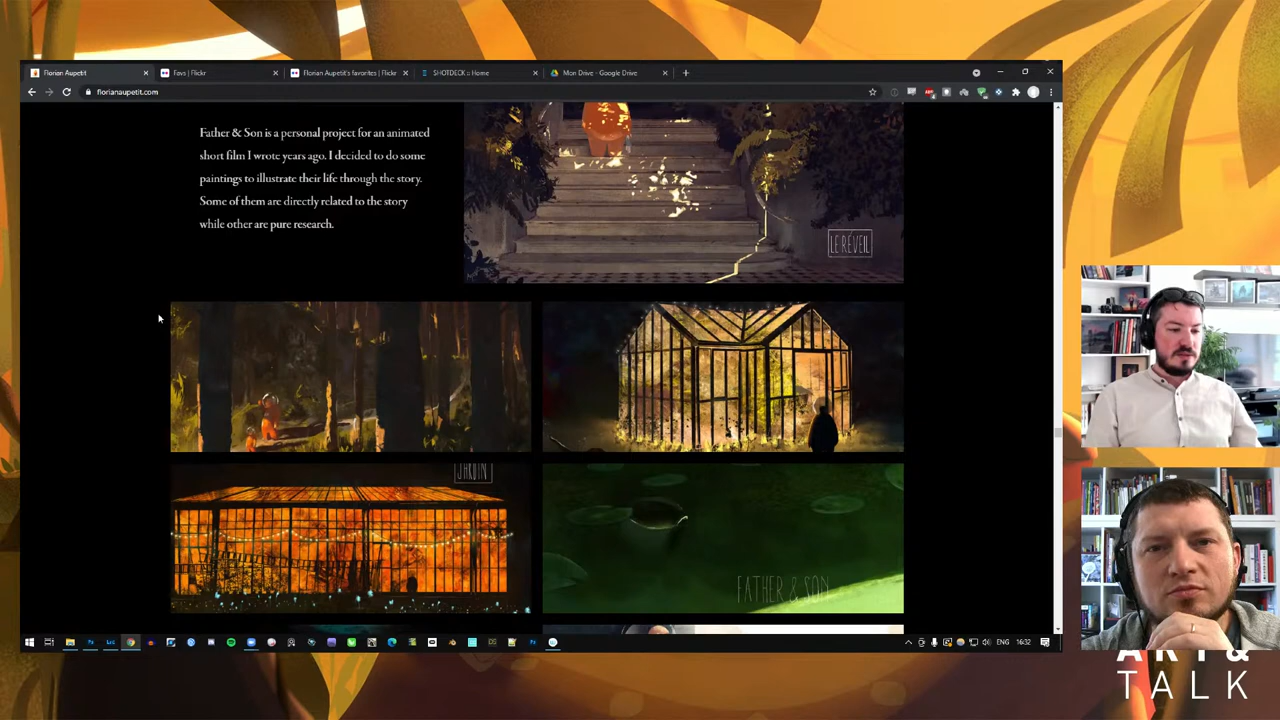 Florian Aupetit
Favs | Flickr
Florian Aupetit's favorites | Flickr
SHOTDECK :: Home
Mon Drive - Google Drive
florianaupetit.com
Father & Son is a personal project for an animated
short film I wrote years ago. I decided to do some
paintings to illustrate their life through the story.
Some of them are directly related to the story
while other are pure research.
LE RÉVEIL
JARDIN
FATHER & SON
ENG
16:32
ART &
TALK